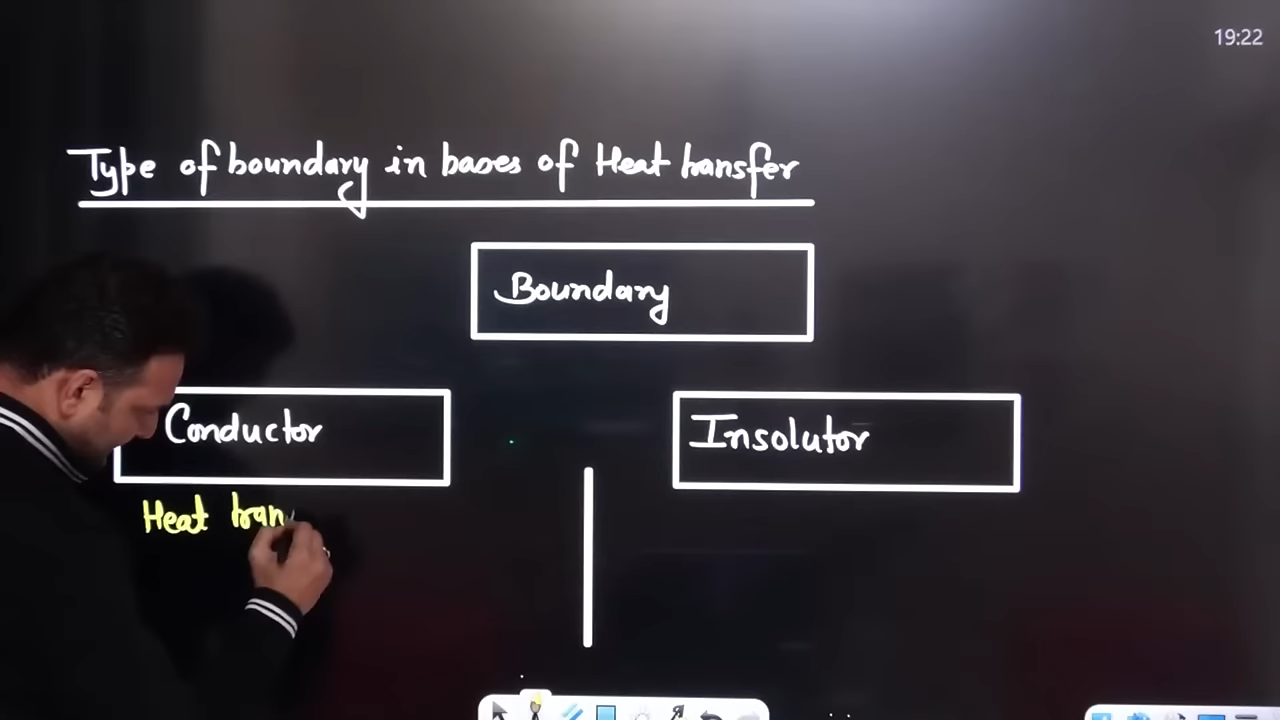 19:22
Type of boundary in bases of Heat transfer
Boundary
Conductor
Insolutor
Heat tran